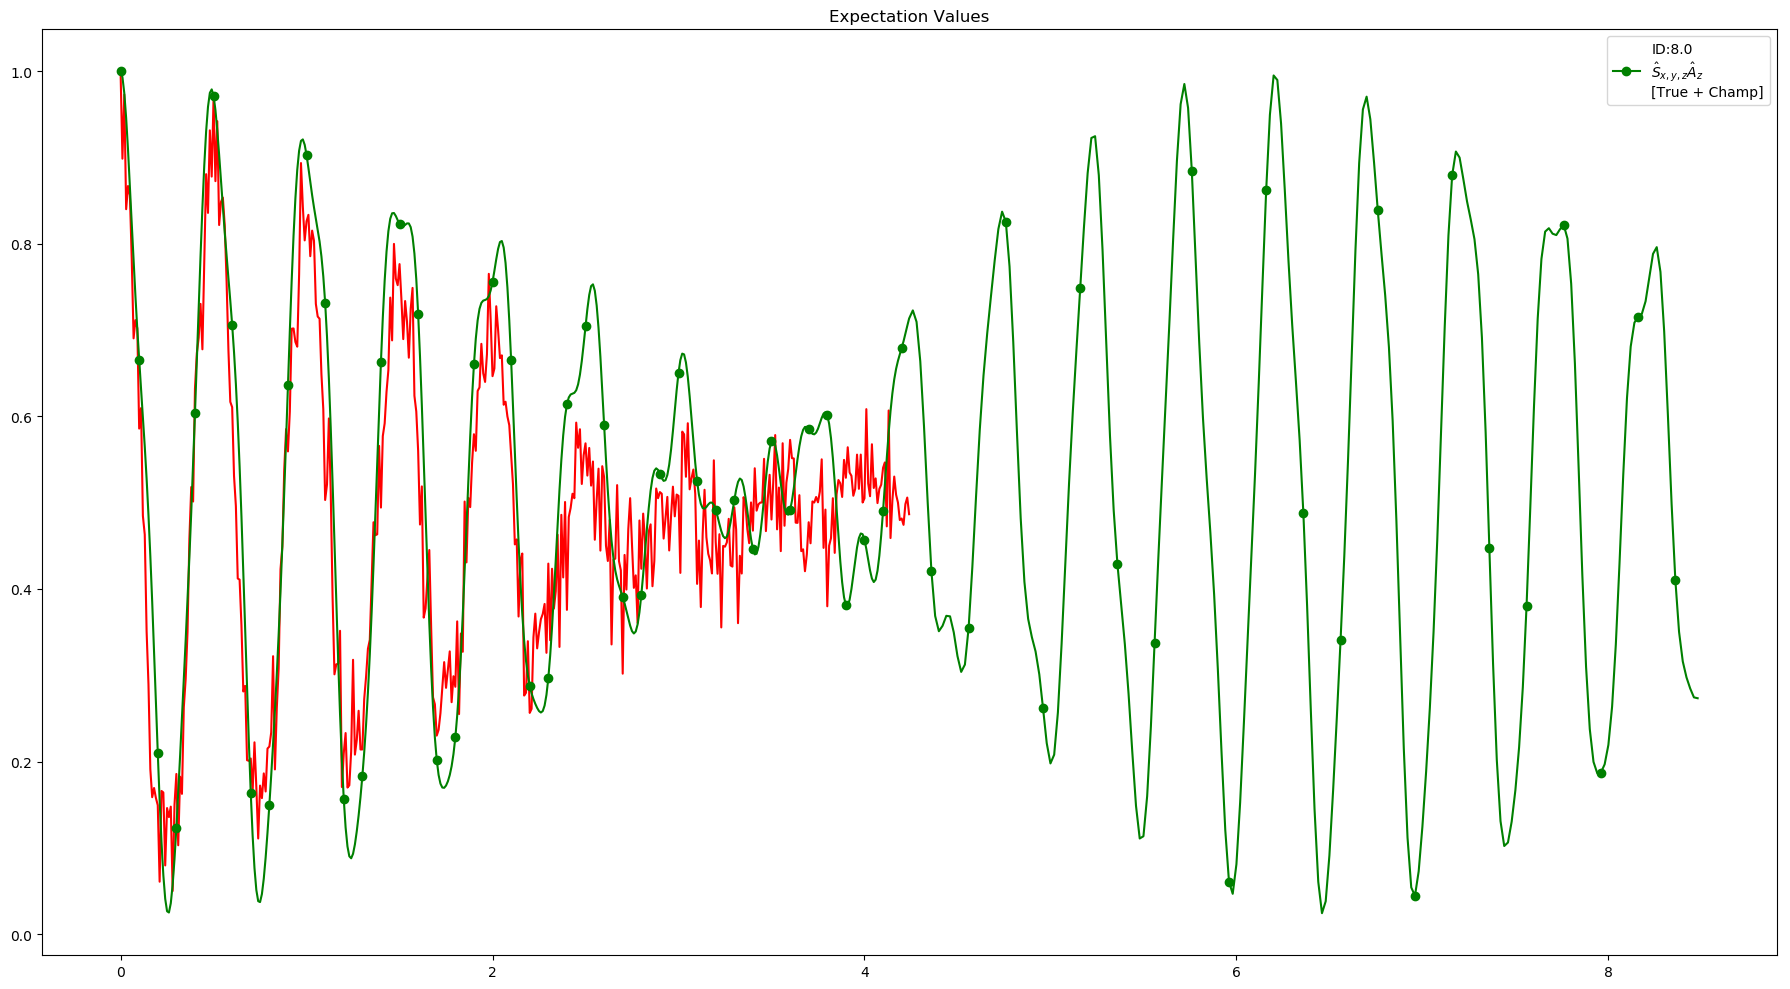 Expectation Values
ID:8.0
$\hat{S}_{x,y,z}\hat{A}_z$
[True + Champ]
1.0
0.8
0.6
0.4
0.2
0.0
0 2 4 6 8